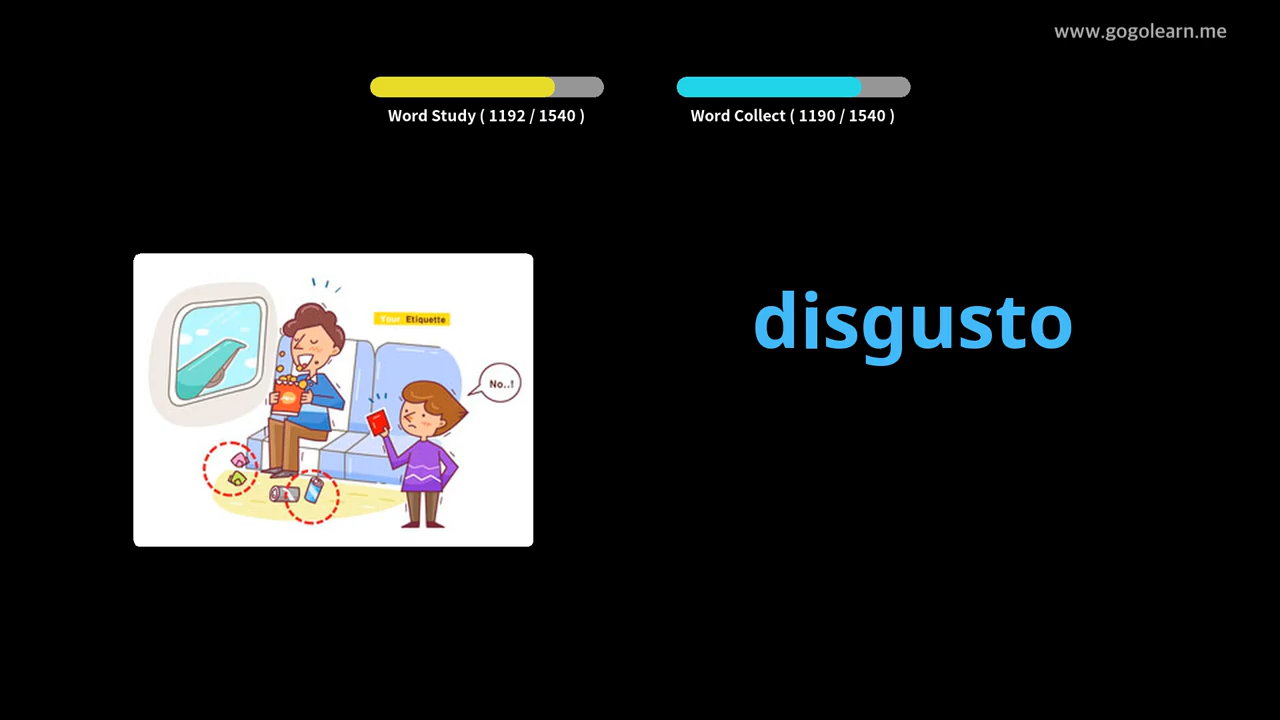 www.gogolearn.me
Word Study ( 1192 / 1540 )
Word Collect ( 1190 / 1540 )
disgusto
Your Etiquette
No..!